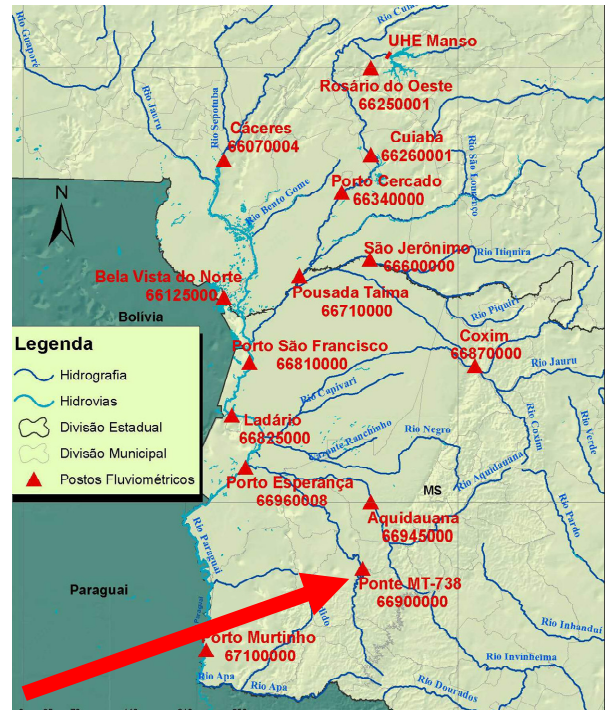 Rio Guaporé
Rio Jauru
Rio Sepotuba
UHE Manso
Rosário do Oeste
66250001
Cáceres
66070004
Cuiabá
66260001
Rio São Lourenço
Porto Cercado
66340000
Rio Bento Gome
N
São Jerônimo
66600000
Rio Itiquira
Bela Vista do Norte
66125000
Pousada Taima
66710000
Rio Piquiri
Bolívia
Porto São Francisco
66810000
Coxim
66870000
Rio Jauru
Legenda
Hidrografia
Hidrovias
Divisão Estadual
Divisão Municipal
Postos Fluviométricos
Rio Capivari
Ladário
66825000
Rio Negro
Rio Coxim
Rio Verde
Rio Aquidauana
Porto Esperança
66960008
MS
Aquidauana
66945000
Rio Pardo
Rio Paraguai
Paraguai
Ponte MT-738
66900000
Rio Inhanduí
Porto Murtinho
67100000
Rio Invinheima
Rio Apa
Rio Apa
Rio Dourados